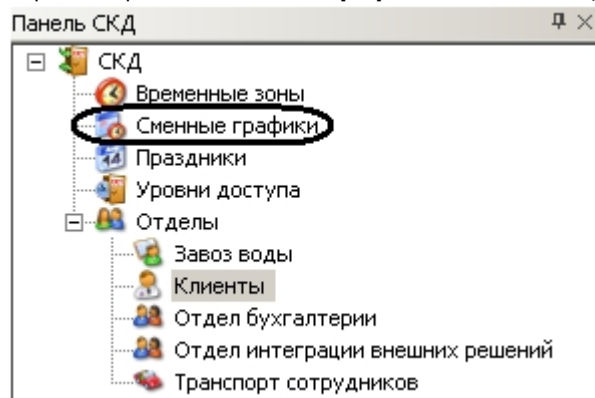 Панель СКД
СКД
Временные зоны
Сменные графики
Праздники
Уровни доступа
Отделы
Завоз воды
Клиенты
Отдел бухгалтерии
Отдел интеграции внешних решений
Транспорт сотрудников